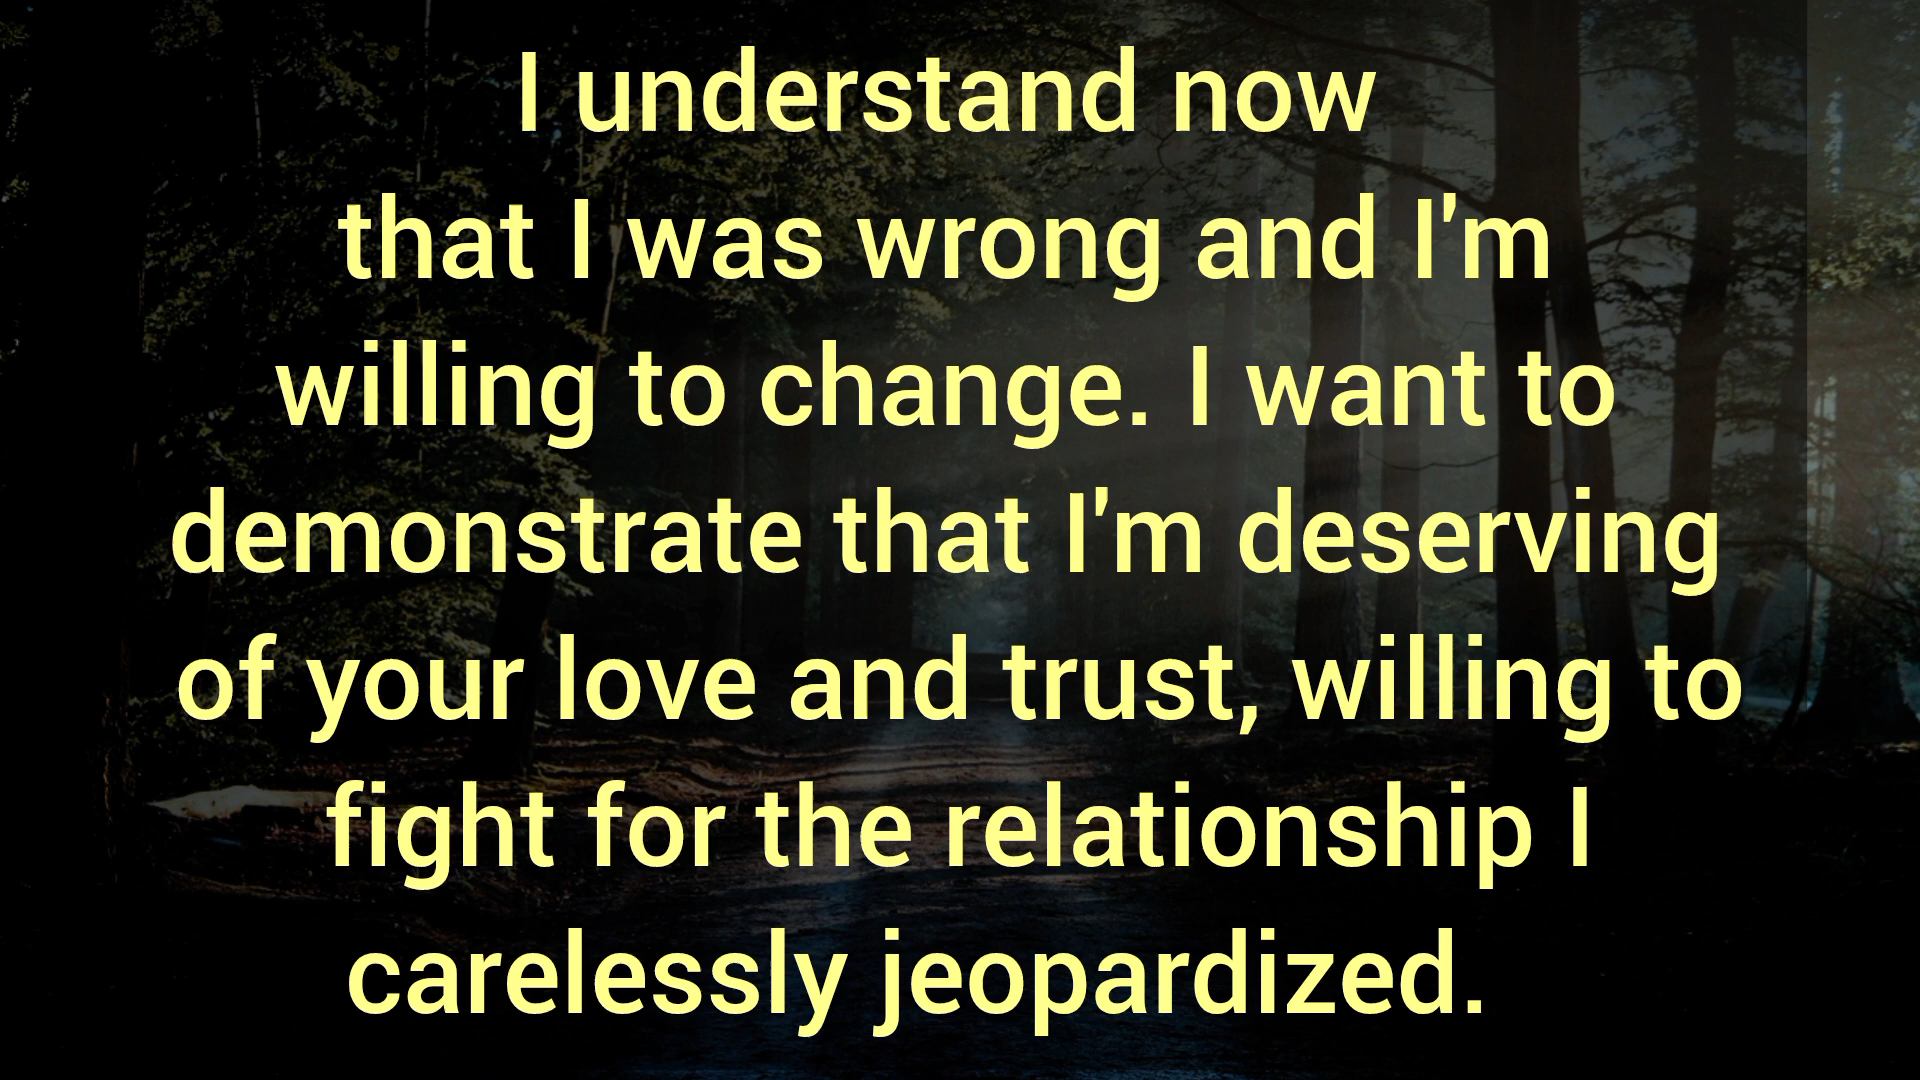 I understand now
that I was wrong and I'm
willing to change. I want to
demonstrate that I'm deserving
of your love and trust, willing to
fight for the relationship I
carelessly jeopardized.